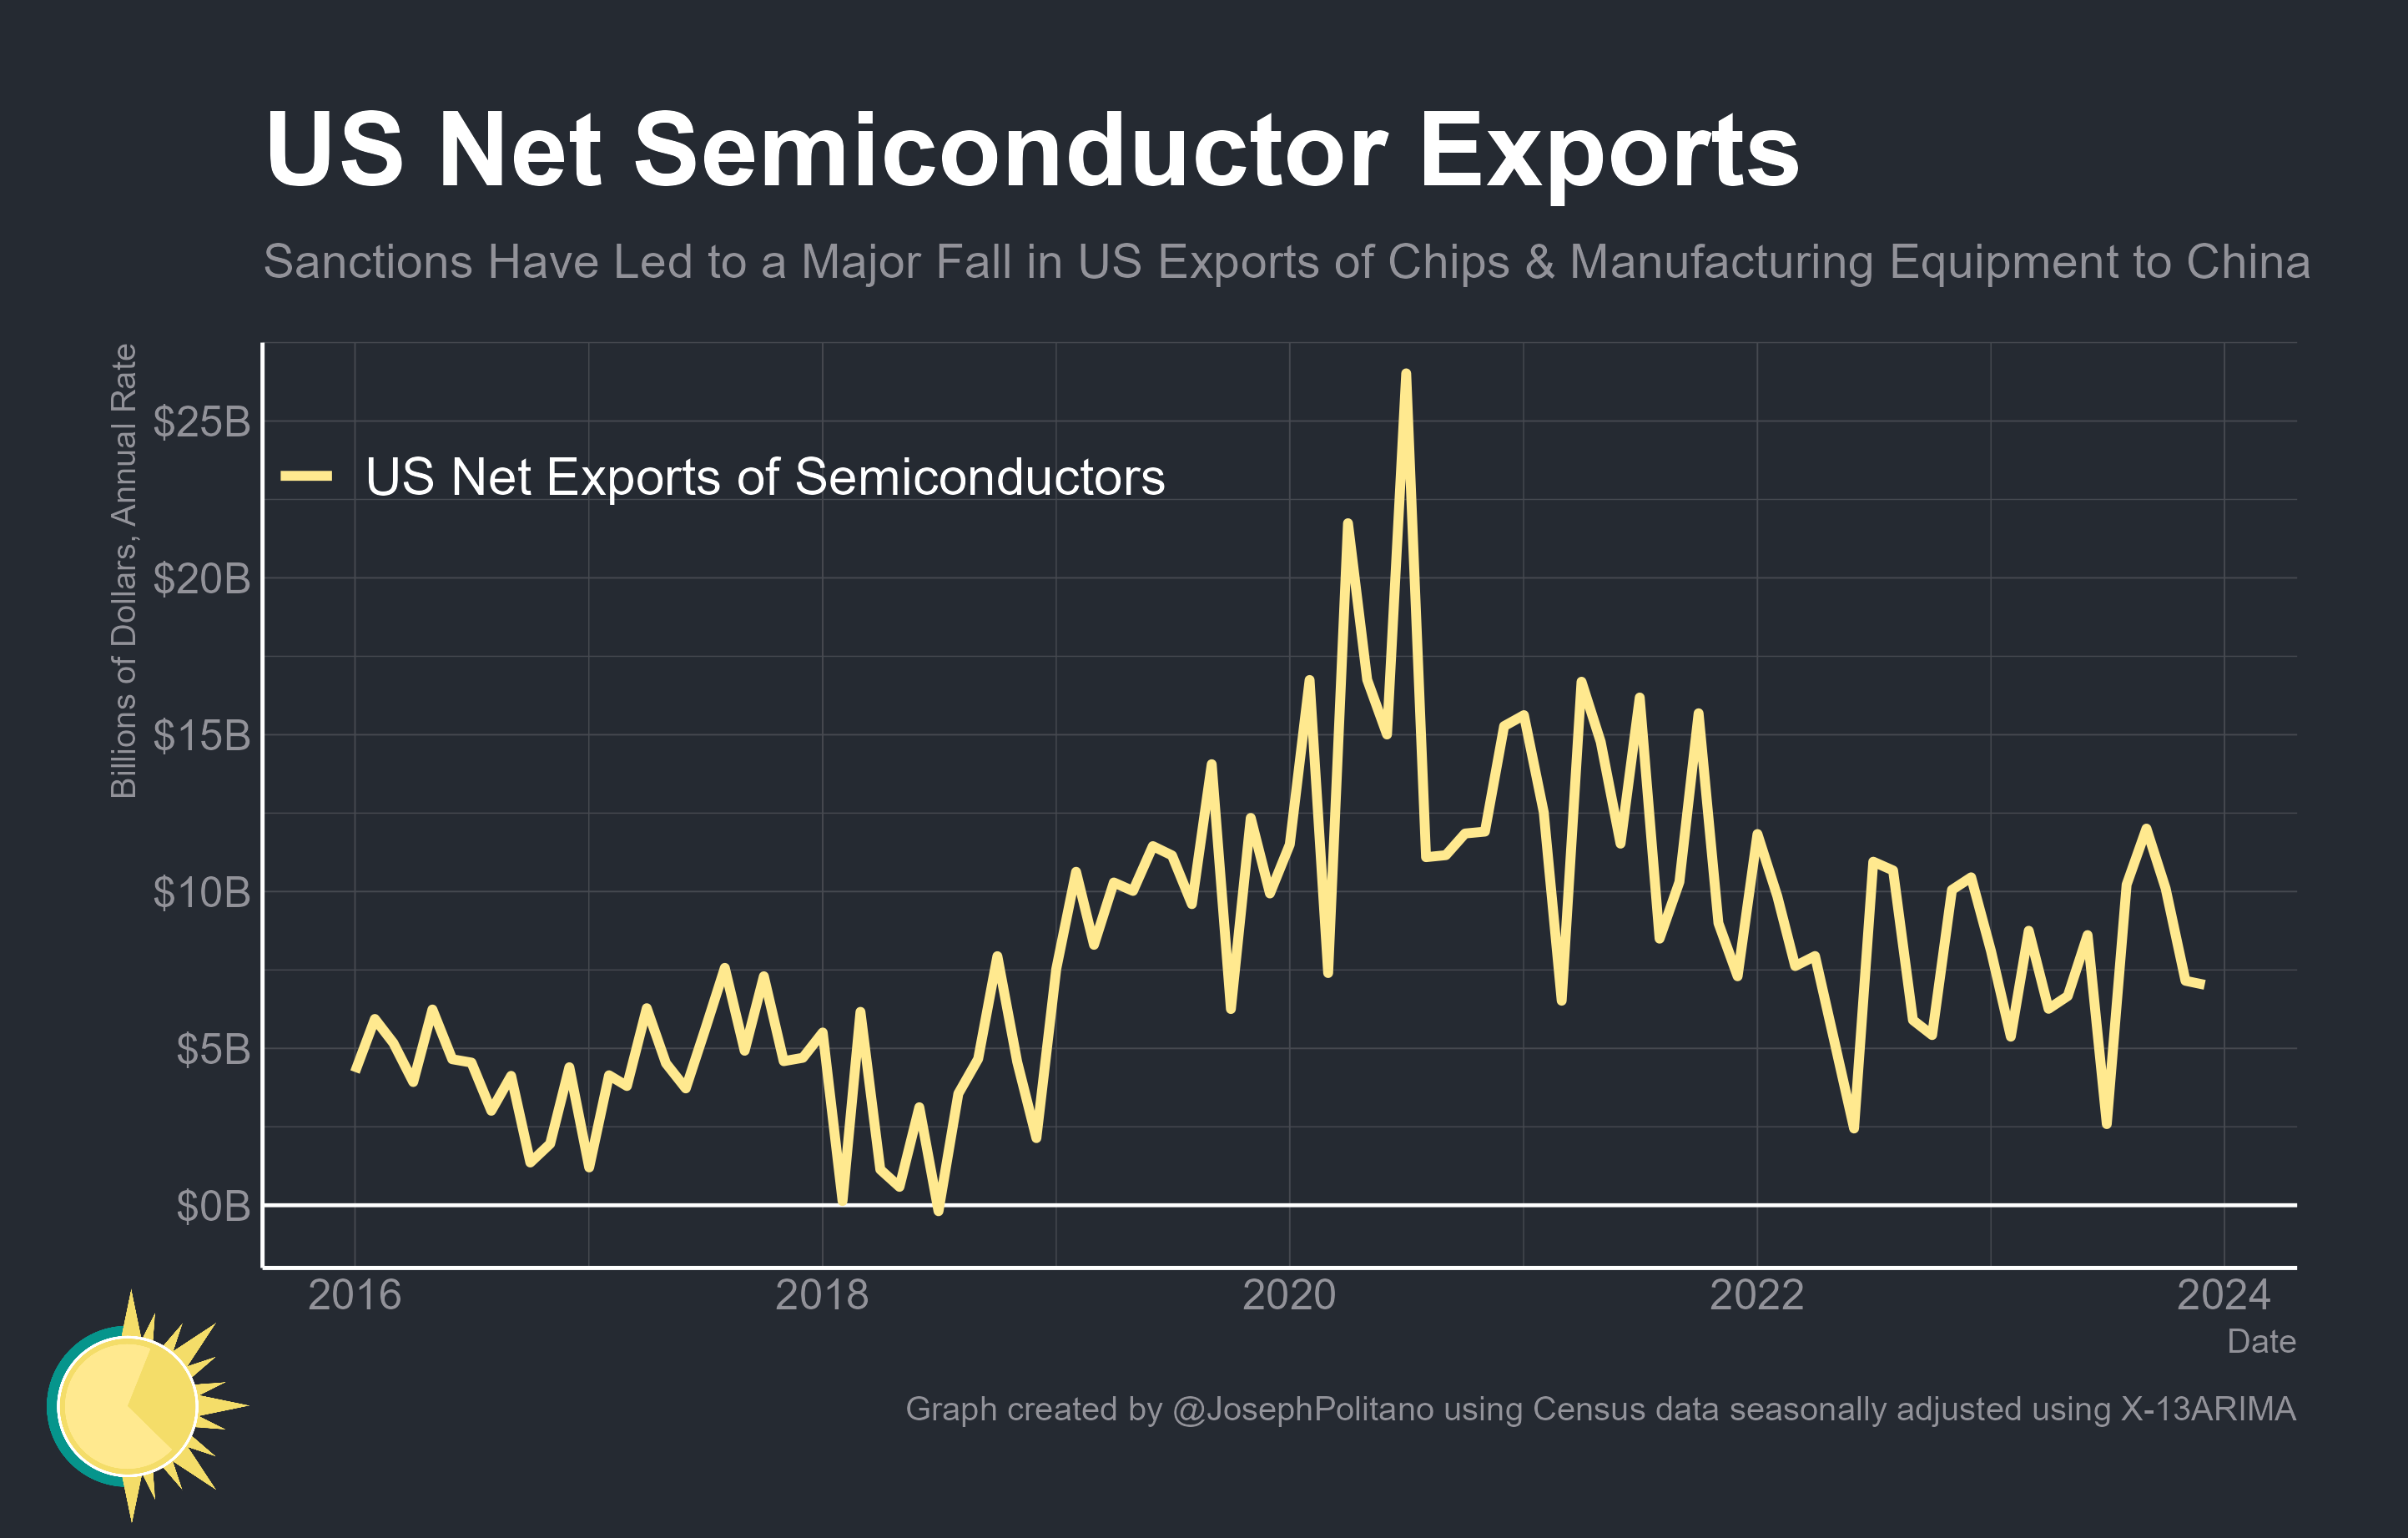 US Net Semiconductor Exports
Sanctions Have Led to a Major Fall in US Exports of Chips & Manufacturing Equipment to China
Billions of Dollars, Annual Rate
$25B
US Net Exports of Semiconductors
$20B
$15B
$10B
$5B
$0B
2016
2018
2020
2022
2024
Date
Graph created by @JosephPolitano using Census data seasonally adjusted using X-13ARIMA